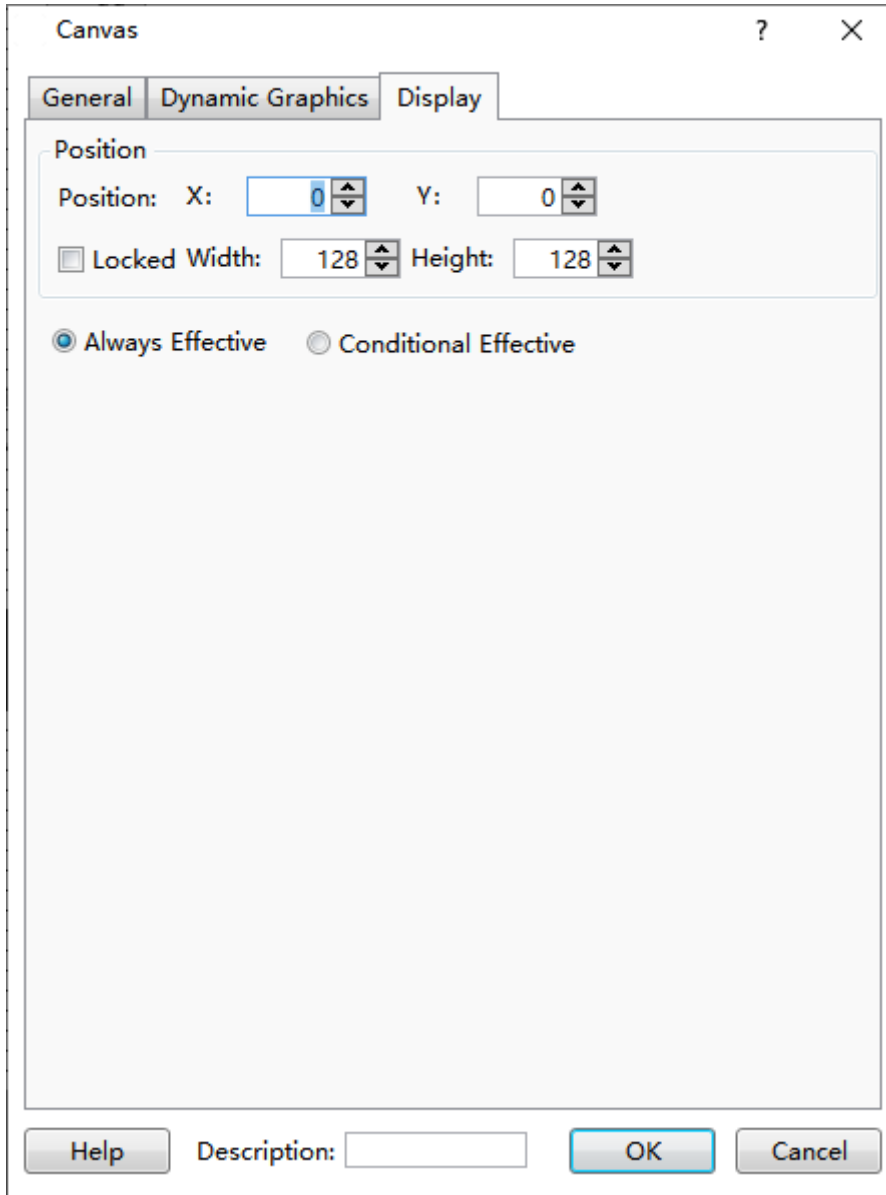 Canvas ?
General Dynamic Graphics Display
Position
Position: X: 0 Y: 0
Locked Width: 128 Height: 128
Always Effective Conditional Effective
Help Description: OK Cancel